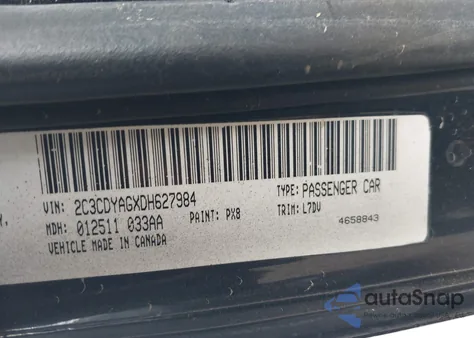 VIN: 2C3CDYAGXDH627984
TYPE: PASSENGER CAR
MDH: 012511 033AA
PAINT: PX8
TRIM: L7DV
VEHICLE MADE IN CANADA
4658843
autoSnap